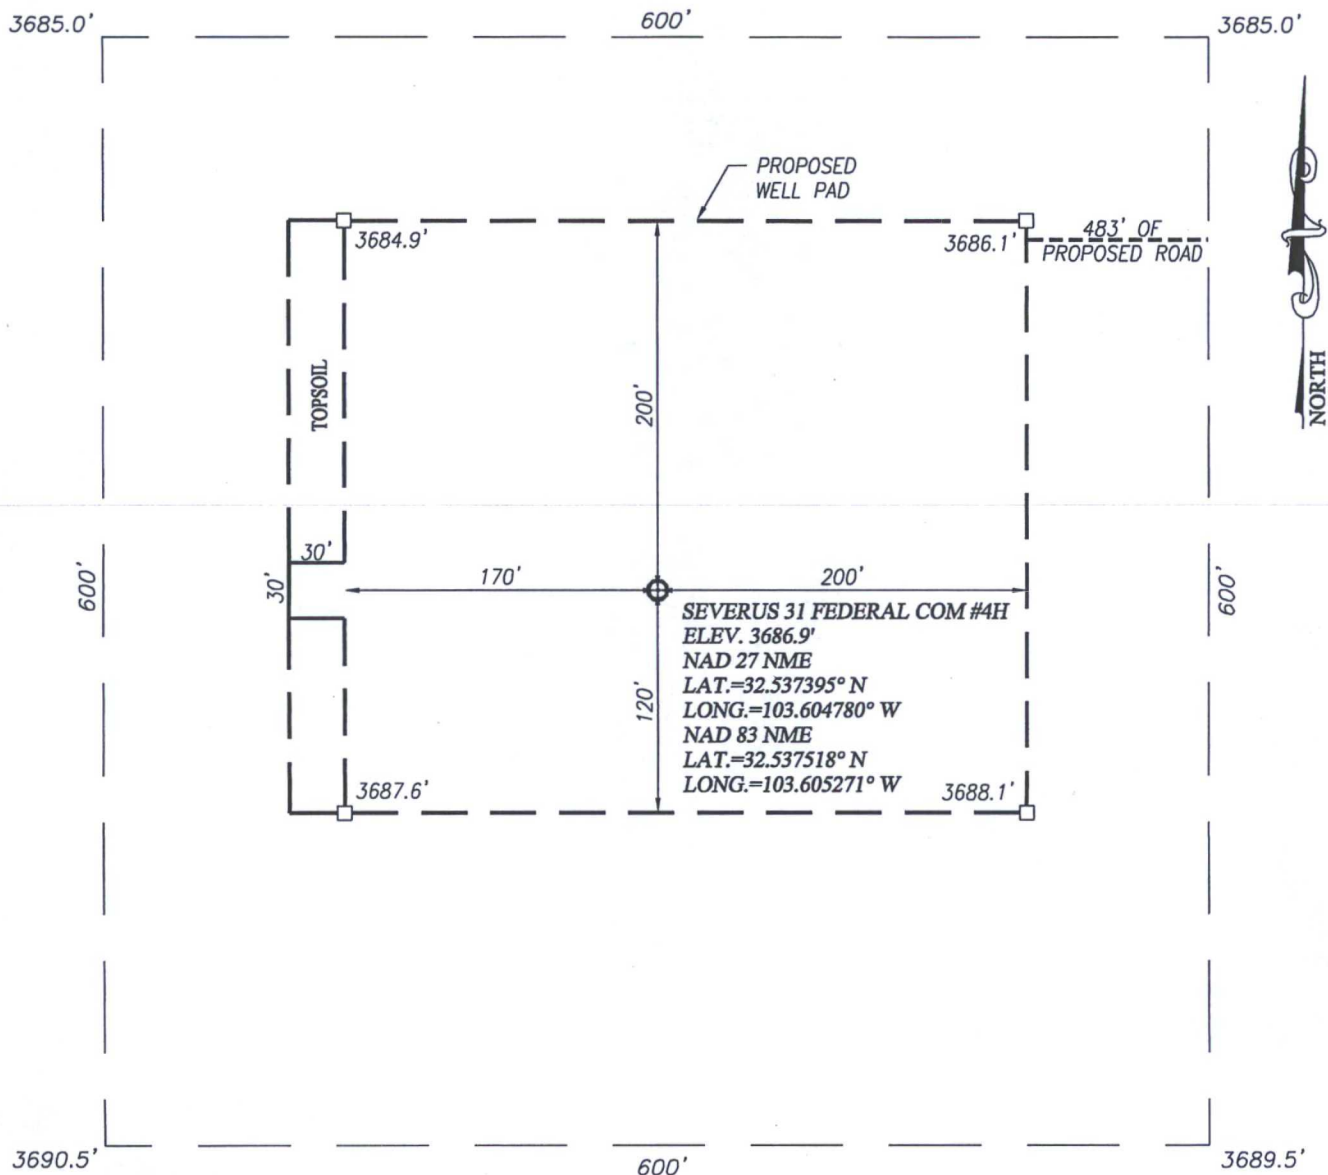 3685.0'
600'
3685.0'
PROPOSED
WELL PAD
3684.9'
3686.1'
483' OF
PROPOSED ROAD
TOPSOIL
200'
NORTH
30'
30'
170'
200'
600'
600'
SEVERUS 31 FEDERAL COM #4H
ELEV. 3686.9'
NAD 27 NME
LAT.=32.537395° N
LONG.=103.604780° W
NAD 83 NME
LAT.=32.537518° N
LONG.=103.605271° W
120'
3687.6'
3688.1'
3690.5'
600'
3689.5'